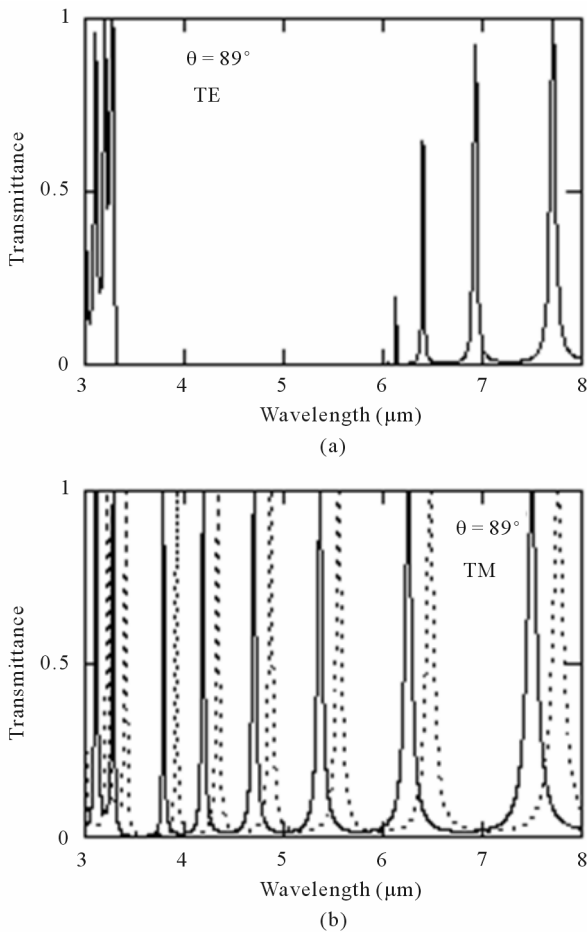 1
θ = 89°
TE
Transmittance
0.5
0
3 4 5 6 7 8
Wavelength (μm)
(a)
1
θ = 89°
TM
Transmittance
0.5
0
3 4 5 6 7 8
Wavelength (μm)
(b)